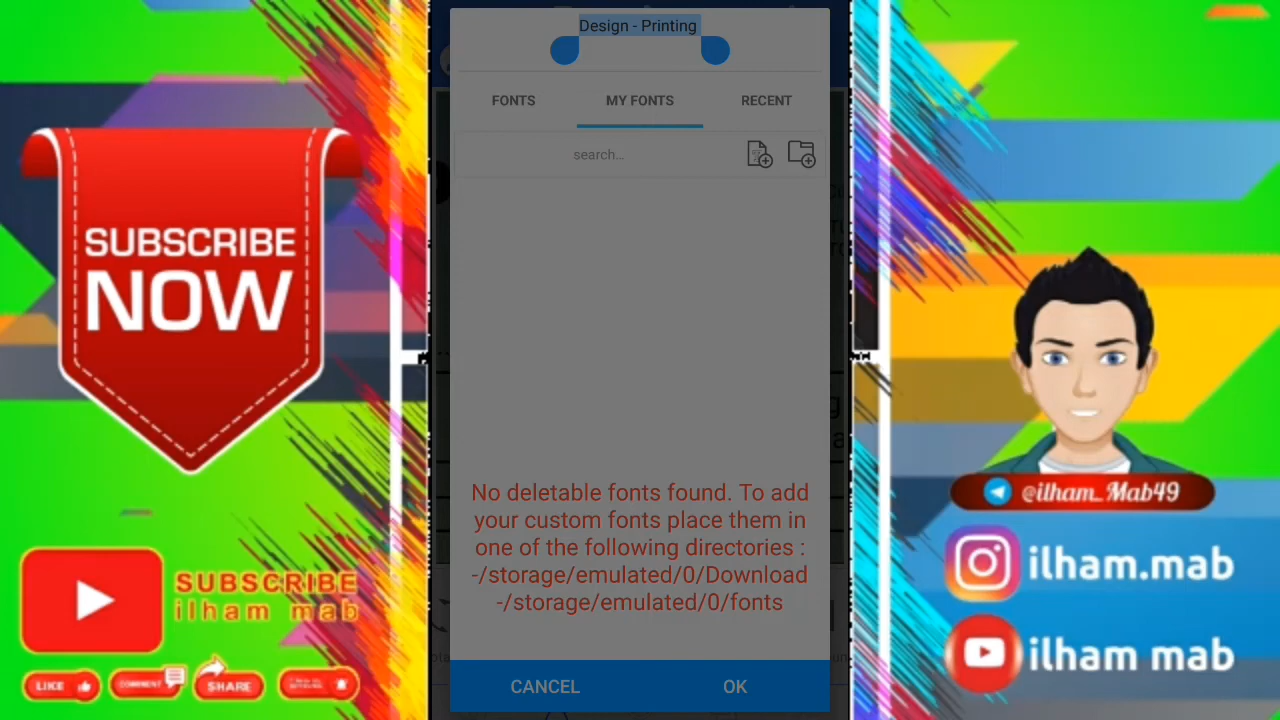 Design - Printing
FONTS
MY FONTS
RECENT
search...
No deletable fonts found. To add
your custom fonts place them in
one of the following directories :
-/storage/emulated/0/Download
-/storage/emulated/0/fonts
CANCEL
OK
SUBSCRIBE
NOW
SUBSCRIBE
ilham mab
LIKE
COMMENT
SHARE
@ilham_Mab49
ilham.mab
ilham mab